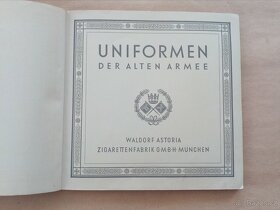 UNIFORMEN
DER ALTEN ARMEE
WALDORF ASTORIA
ZIGARETTENFABRIK G·M·B·H·MÜNCHEN